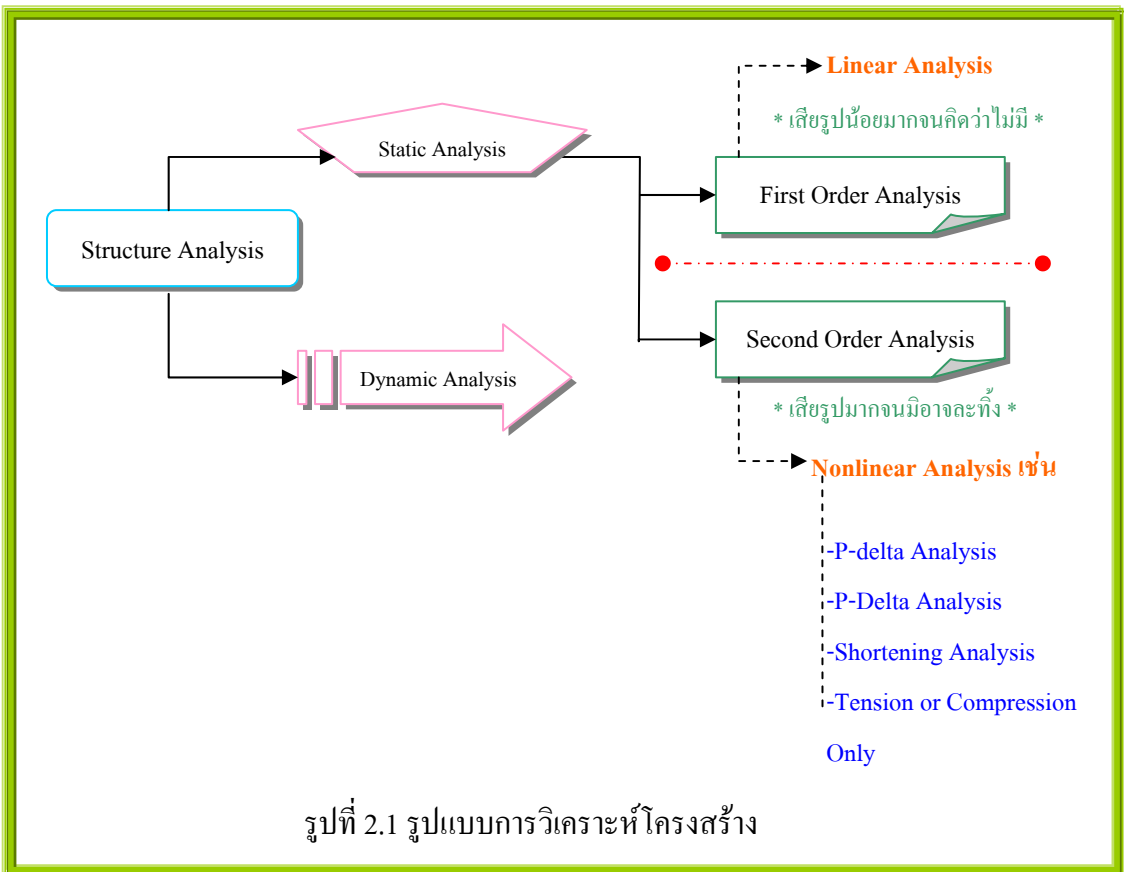 Linear Analysis
* เสียรูปน้อยมากจนคิดว่าไม่มี *
Static Analysis
First Order Analysis
Structure Analysis
Second Order Analysis
Dynamic Analysis
* เสียรูปมากจนมิอาจละทิ้ง *
Nonlinear Analysis เช่น
-P-delta Analysis
-P-Delta Analysis
-Shortening Analysis
-Tension or Compression
Only
รูปที่ 2.1 รูปแบบการวิเคราะห์โครงสร้าง